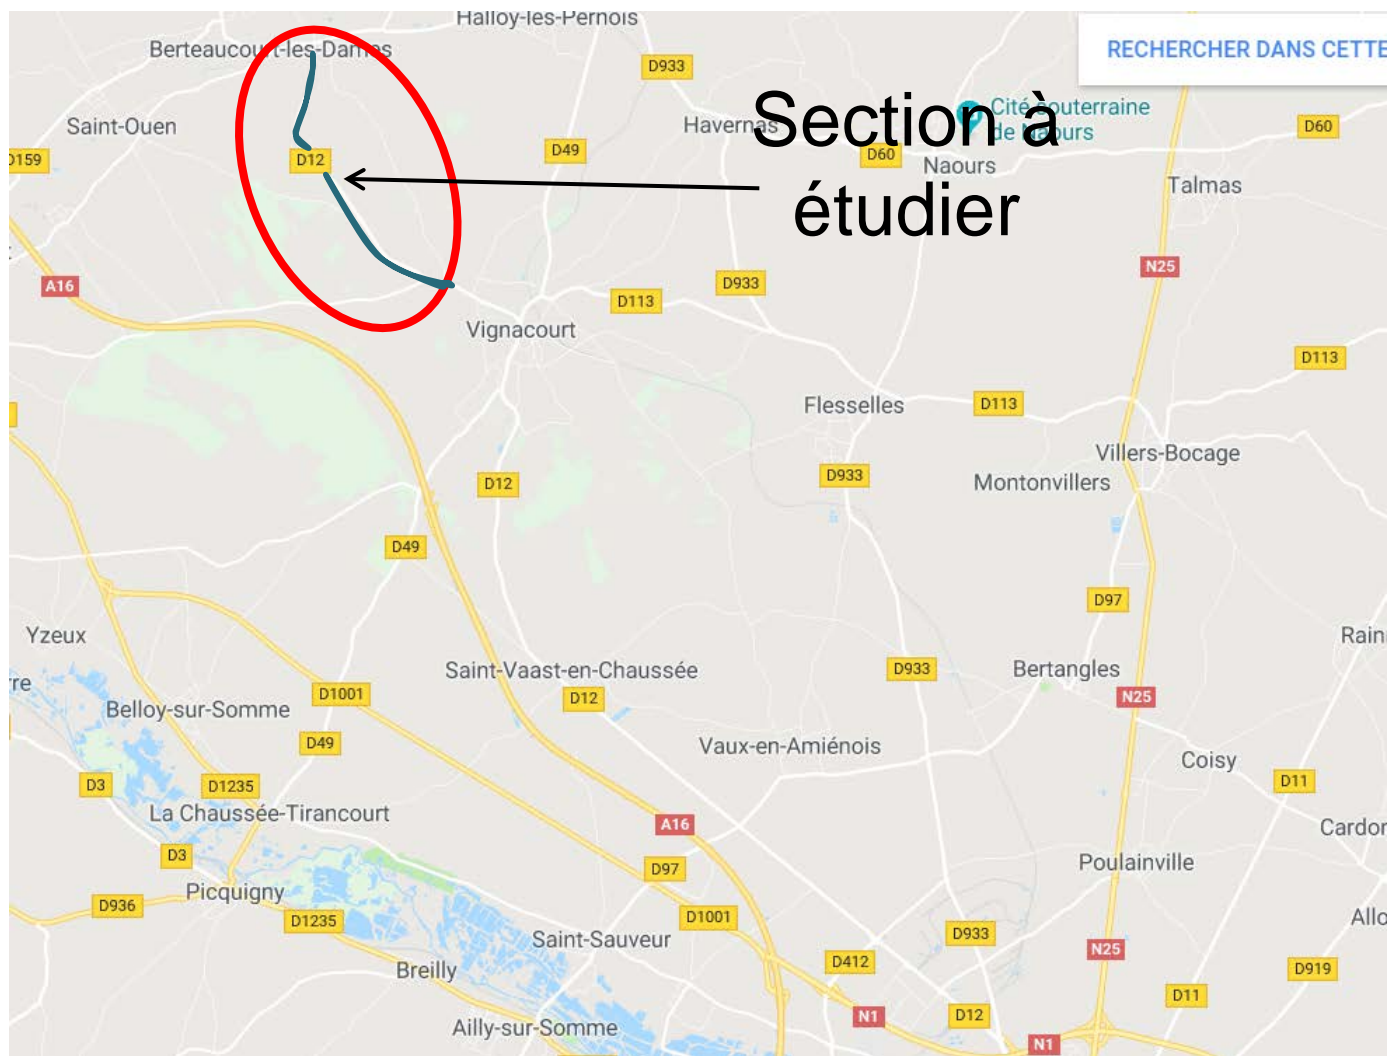 Halloy-lès-Pernois
Berteaucourt-les-Dames
D933
RECHERCHER DANS CETTE
Section à
étudier
Cité souterraine
de Naours
Saint-Ouen
Havernas
D60
D159
D12
D49
D60
Naours
Talmas
N25
A16
D933
D113
Vignacourt
D113
Flesselles
D113
Villers-Bocage
D12
D933
Montonvillers
D49
D97
Yzeux
Rain
Saint-Vaast-en-Chaussée
D933
Bertangles
re
D1001
D12
N25
Belloy-sur-Somme
D49
Vaux-en-Amiénois
Coisy
D3
D1235
D11
La Chaussée-Tirancourt
A16
Cardor
D3
D97
Poulainville
Picquigny
D936
D1235
D1001
Allo
Saint-Sauveur
D933
N25
Breilly
D412
D919
D11
Ailly-sur-Somme
N1
D12
N1